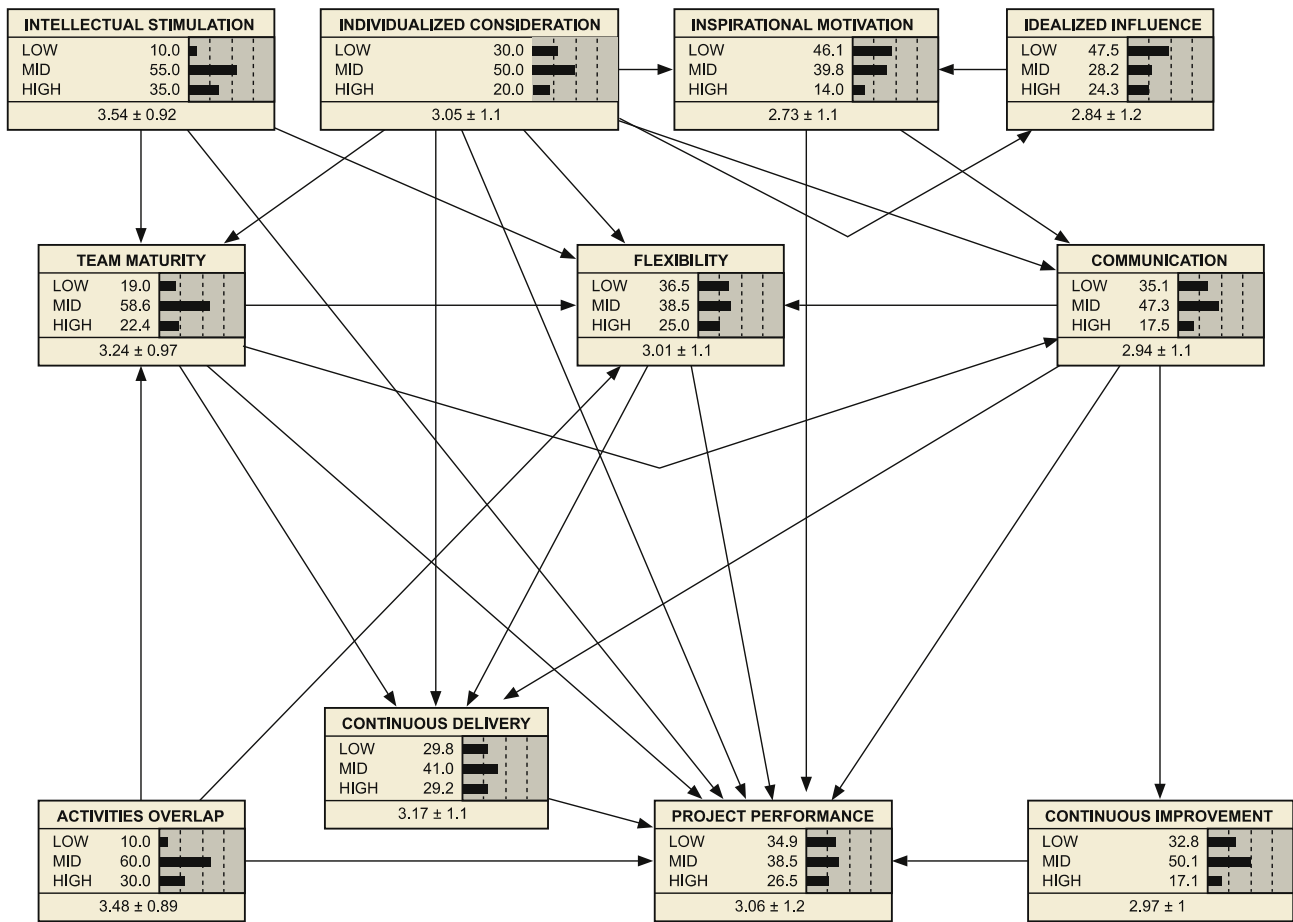 INTELLECTUAL STIMULATION
LOW 10.0
MID 55.0
HIGH 35.0
3.54 ± 0.92
INDIVIDUALIZED CONSIDERATION
LOW 30.0
MID 50.0
HIGH 20.0
3.05 ± 1.1
INSPIRATIONAL MOTIVATION
LOW 46.1
MID 39.8
HIGH 14.0
2.73 ± 1.1
IDEALIZED INFLUENCE
LOW 47.5
MID 28.2
HIGH 24.3
2.84 ± 1.2
TEAM MATURITY
LOW 19.0
MID 58.6
HIGH 22.4
3.24 ± 0.97
FLEXIBILITY
LOW 36.5
MID 38.5
HIGH 25.0
3.01 ± 1.1
COMMUNICATION
LOW 35.1
MID 47.3
HIGH 17.5
2.94 ± 1.1
CONTINUOUS DELIVERY
LOW 29.8
MID 41.0
HIGH 29.2
3.17 ± 1.1
ACTIVITIES OVERLAP
LOW 10.0
MID 60.0
HIGH 30.0
3.48 ± 0.89
PROJECT PERFORMANCE
LOW 34.9
MID 38.5
HIGH 26.5
3.06 ± 1.2
CONTINUOUS IMPROVEMENT
LOW 32.8
MID 50.1
HIGH 17.1
2.97 ± 1